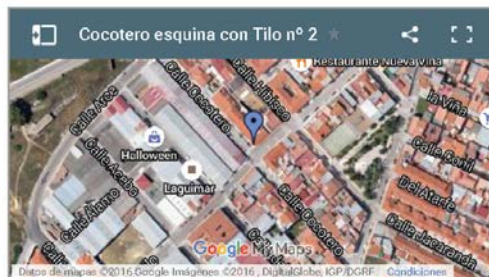 Cocotero esquina con Tilo nº 2
Restaurante Nueva Viña
Calle Arce
Calle Cocotero
Calle Hibisco
la Viña
Halloween
Calle Acebo
Laguimar
Calle Conil
Calle Álamo
Calle Cocotero
Del Atarfe
Calle Jacaranda
Calle
Google My Maps
Datos de mapas ©2016 Google Imágenes ©2016 , DigitalGlobe, IGP/DGRF
Condiciones